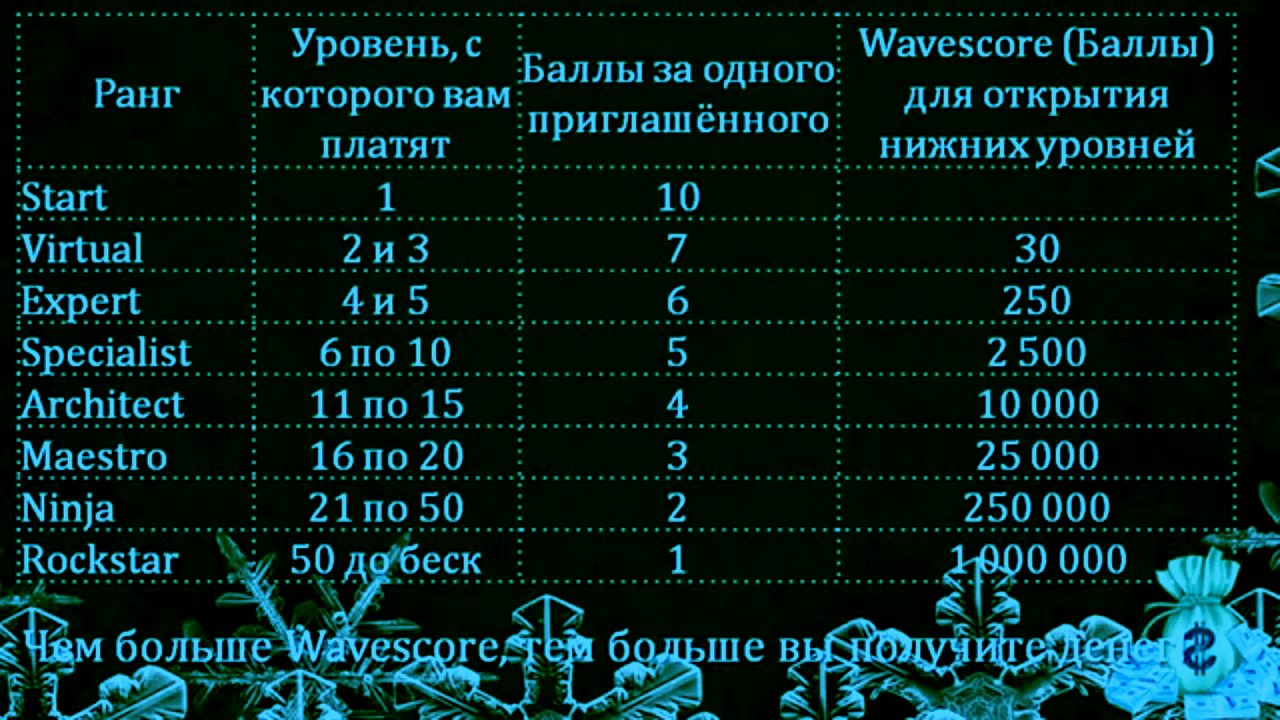 Ранг
Уровень, с
которого вам
платят
Баллы за одного
приглашённого
Wavescore (Баллы)
для открытия
нижних уровней
Start 1 10
Virtual 2 и 3 7 30
Expert 4 и 5 6 250
Specialist 6 по 10 5 2 500
Architect 11 по 15 4 10 000
Maestro 16 по 20 3 25 000
Ninja 21 по 50 2 250 000
Rockstar 50 до беск 1 1 000 000
Чем больше Wavescore, тем больше вы получите денег
$